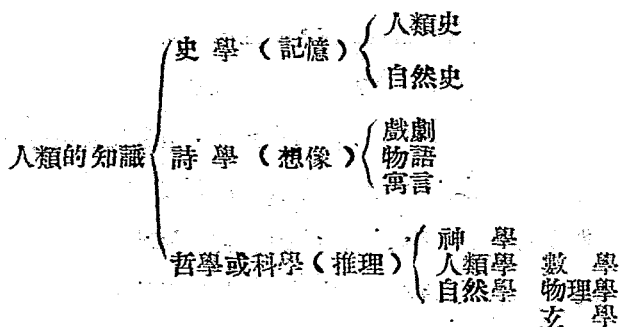 人類的知識
史學（記憶）
人類史
自然史
詩學（想像）
戲劇
物語
寓言
哲學或科學（推理）
神學
人類學 數學
自然學 物理學
玄學